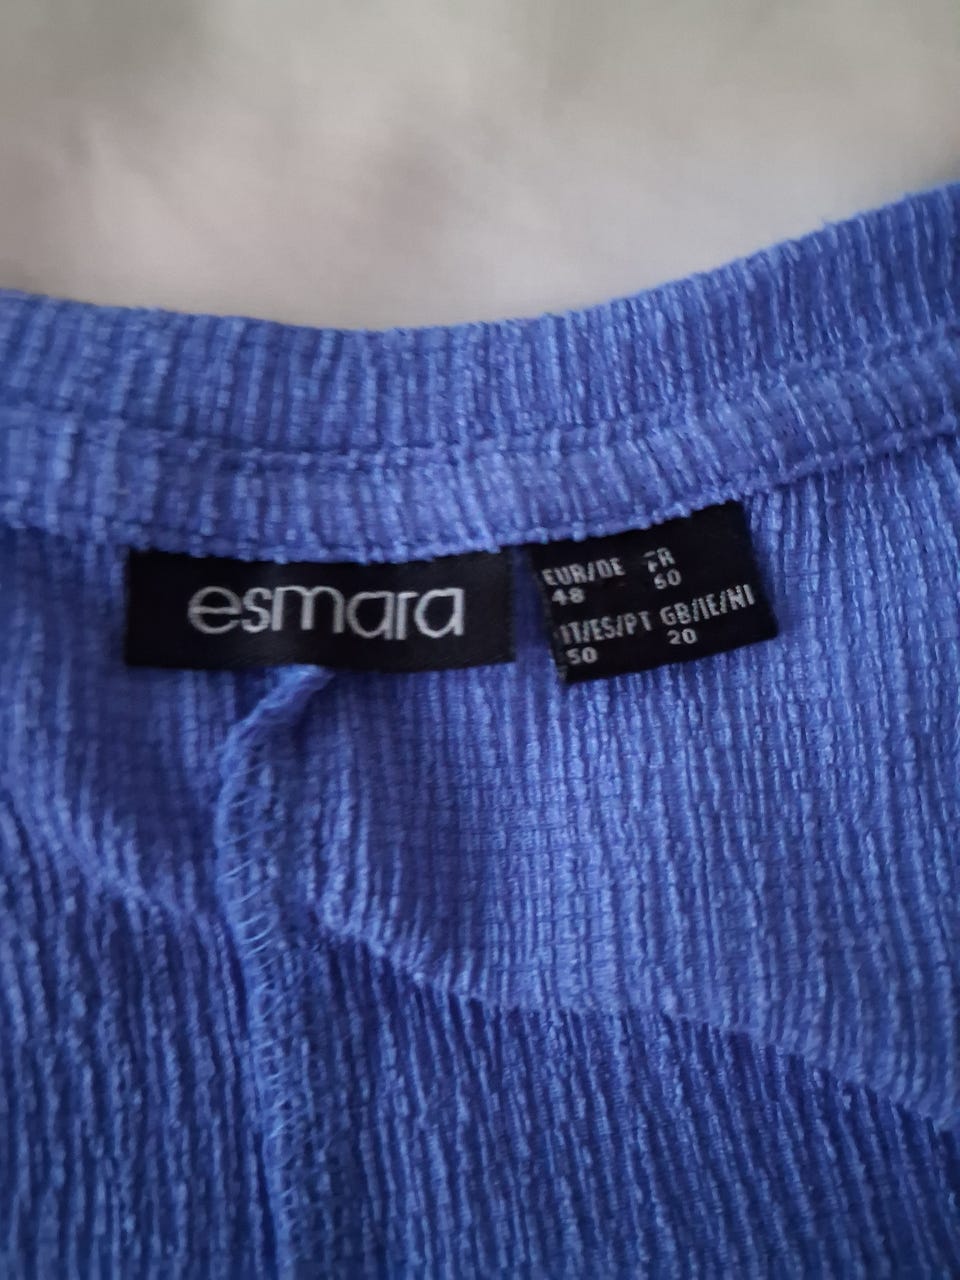 esmara
EUR/DE FR
48 50
IT/ES/PT GB/IE/NI
50 20